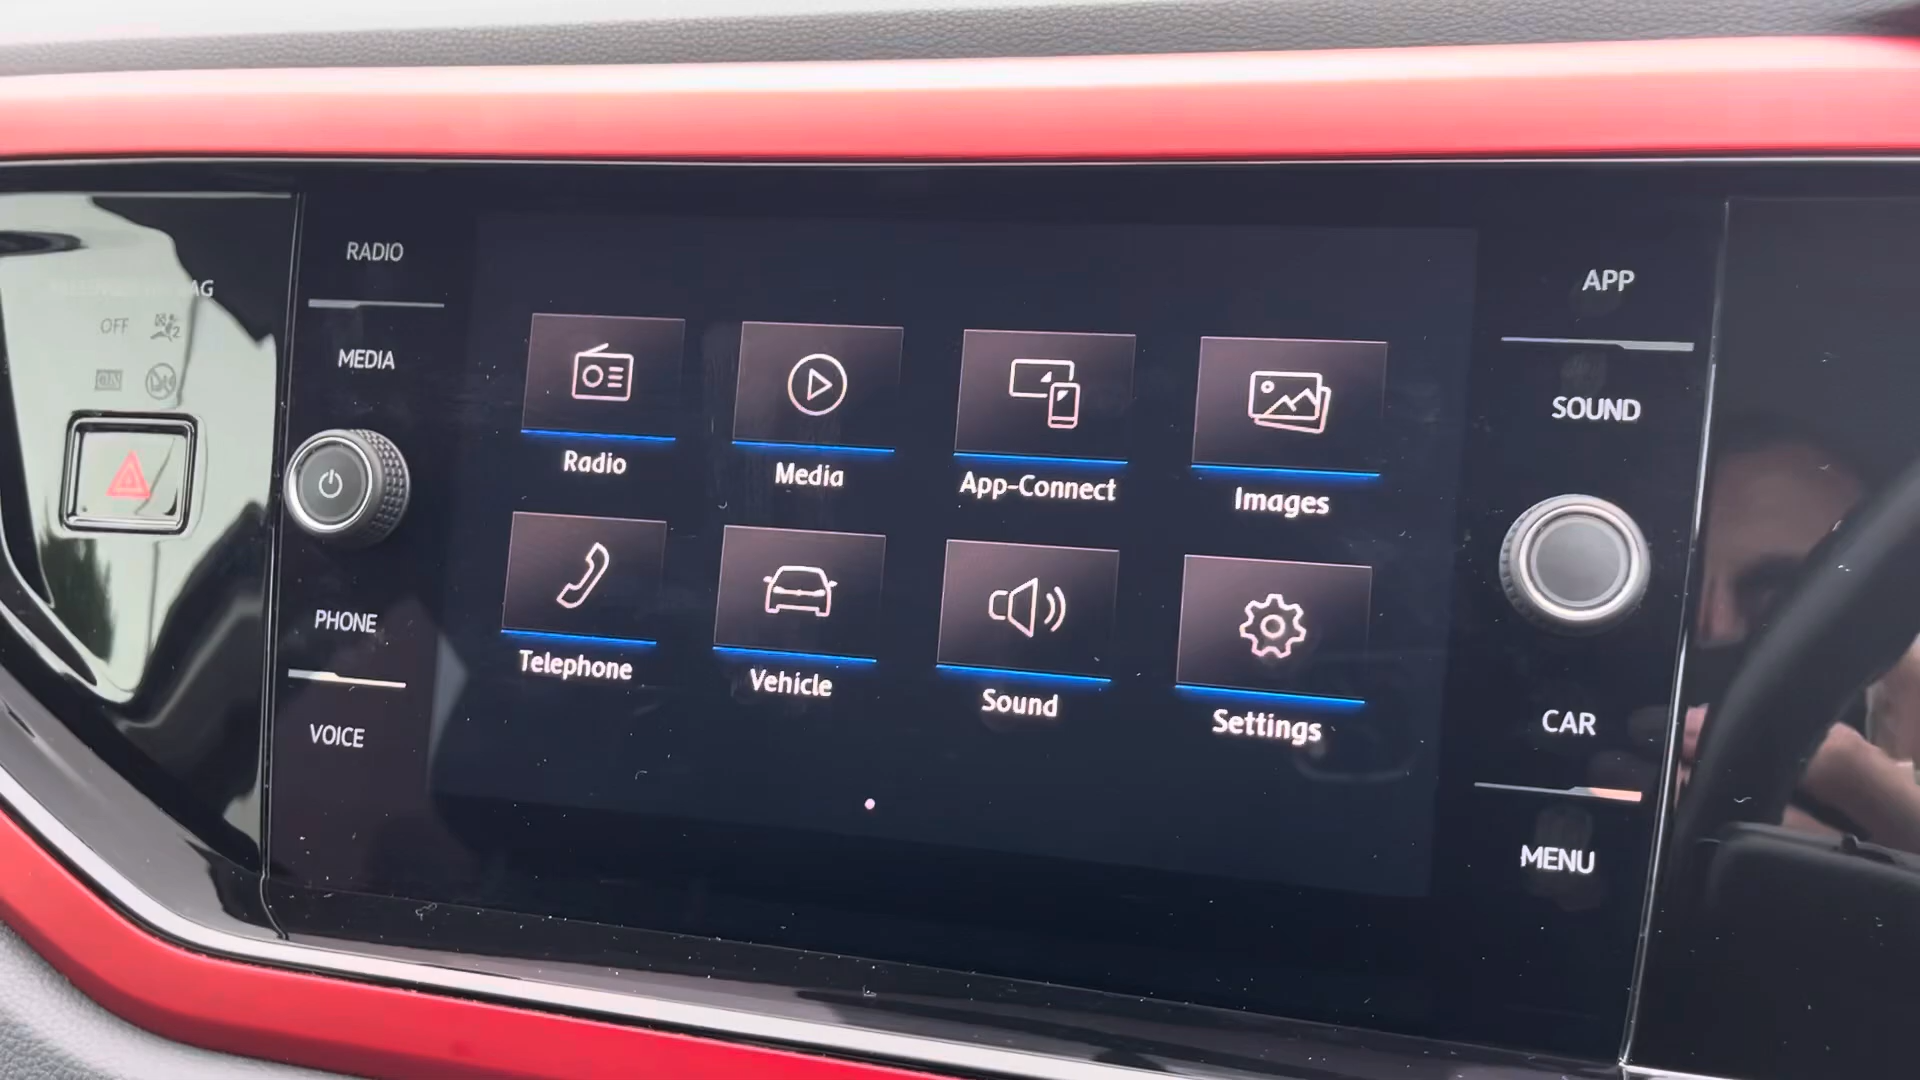 RADIO
MEDIA
PHONE
VOICE
OFF
Radio
Media
App-Connect
Images
Telephone
Vehicle
Sound
Settings
APP
SOUND
CAR
MENU